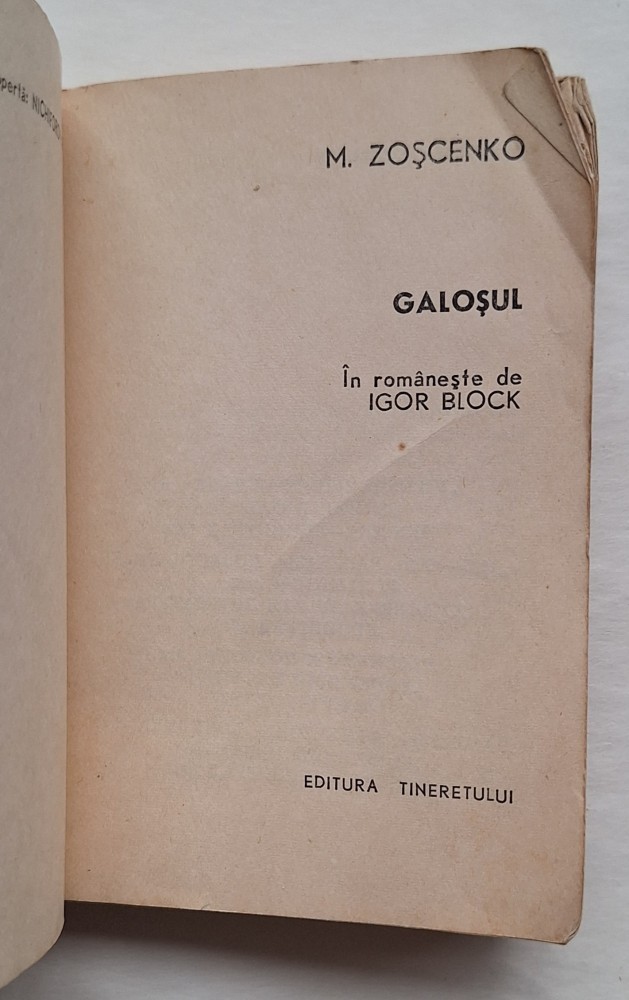 M. ZOŞCENKO
GALOŞUL
În româneşte de
IGOR BLOCK
EDITURA TINERETULUI